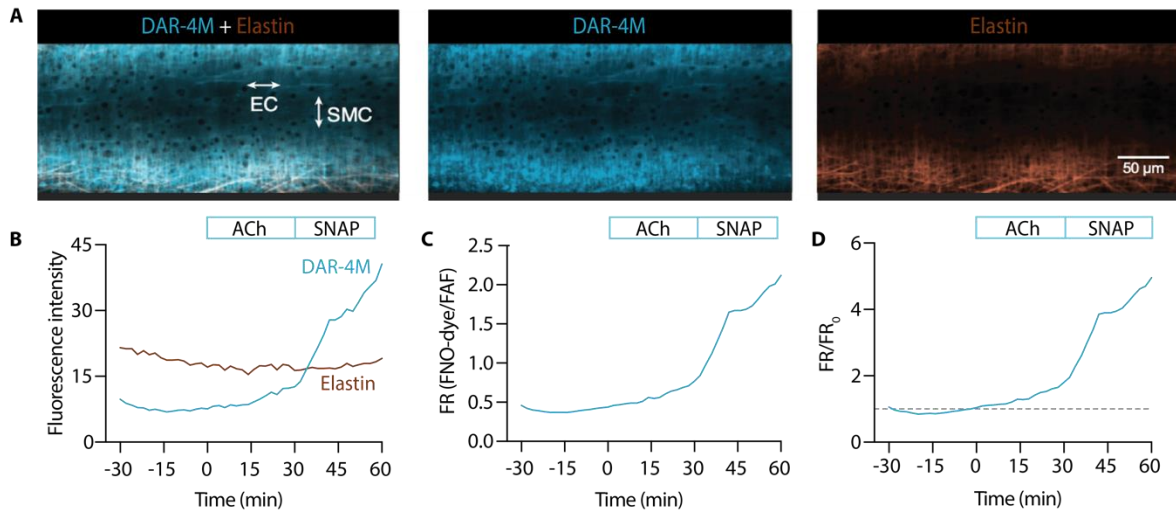 A
DAR-4M + Elastin
DAR-4M
Elastin
EC
SMC
50 µm
B
ACh SNAP
45
30
15
0
Fluorescence intensity
DAR-4M
Elastin
-30 -15 0 15 30 45 60
Time (min)
C
ACh SNAP
2.5
2.0
1.5
1.0
0.5
0.0
FR (FNO-dye/FAF)
-30 -15 0 15 30 45 60
Time (min)
D
ACh SNAP
6
4
2
0
FR/FR₀
-30 -15 0 15 30 45 60
Time (min)